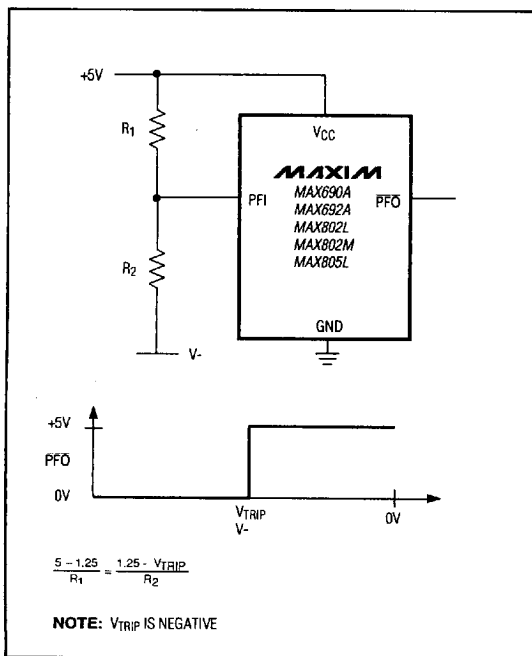 +5V
R1
VCC
MAXIM
MAX690A
PFI
PFO
MAX692A
MAX802L
MAX802M
R2
MAX805L
GND
V-
+5V
PFO
0V
VTRIP
0V
V-
5 – 1.25 / R1 = 1.25 - VTRIP / R2
NOTE: VTRIP IS NEGATIVE